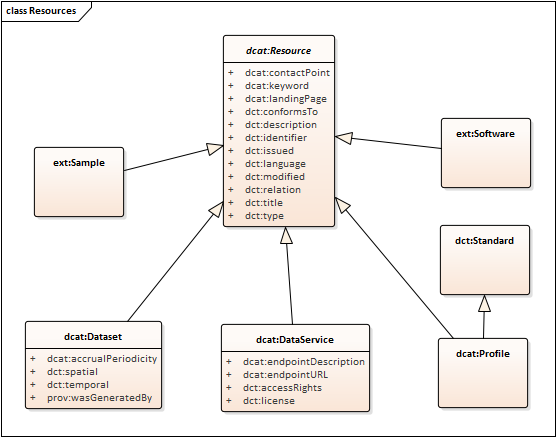 class Resources
dcat:Resource
+ dcat:contactPoint
+ dcat:keyword
+ dcat:landingPage
+ dct:conformsTo
+ dct:description
+ dct:identifier
+ dct:issued
+ dct:language
+ dct:modified
+ dct:relation
+ dct:title
+ dct:type
ext:Sample
ext:Software
dct:Standard
dcat:Dataset
+ dcat:accrualPeriodicity
+ dct:spatial
+ dct:temporal
+ prov:wasGeneratedBy
dcat:DataService
+ dcat:endpointDescription
+ dcat:endpointURL
+ dct:accessRights
+ dct:license
dcat:Profile